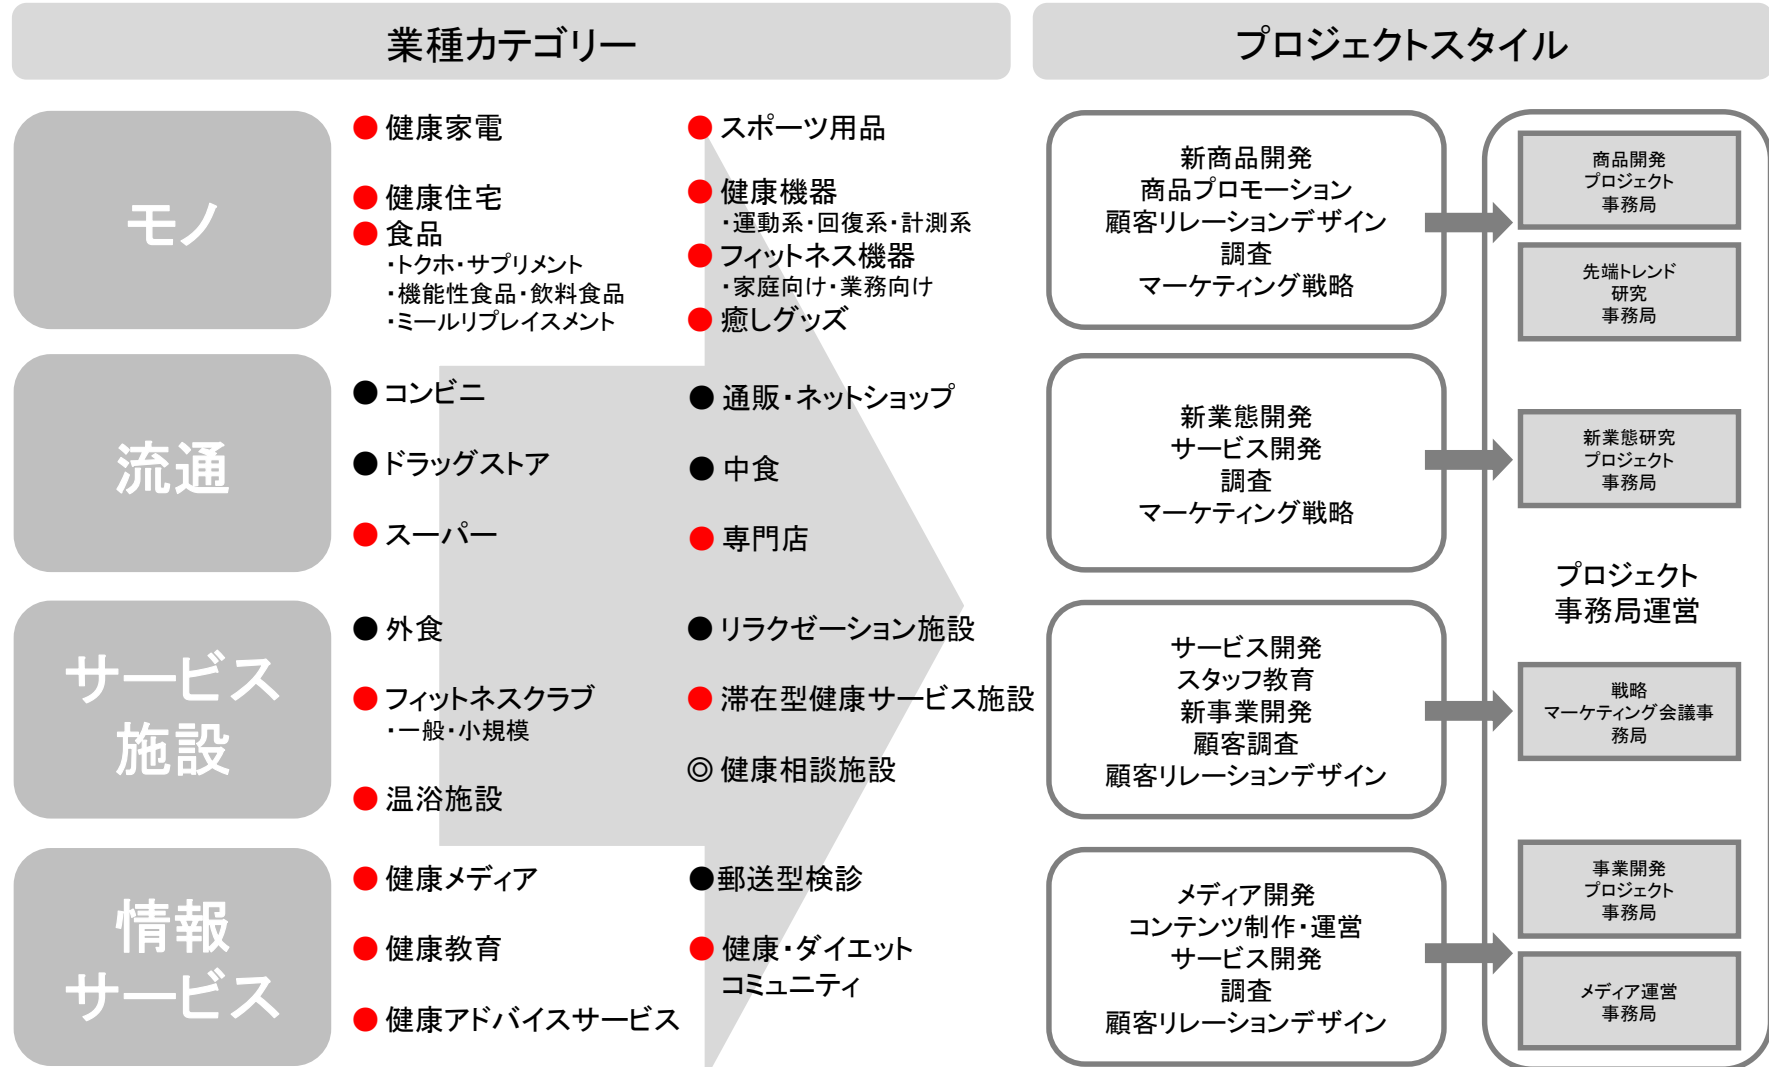 業種カテゴリー
プロジェクトスタイル
モノ
●健康家電
●健康住宅
●食品
・トクホ・サプリメント
・機能性食品・飲料食品
・ミールリプレイスメント
●スポーツ用品
●健康機器
・運動系・回復系・計測系
●フィットネス機器
・家庭向け・業務向け
●癒しグッズ
新商品開発
商品プロモーション
顧客リレーションデザイン
調査
マーケティング戦略
商品開発
プロジェクト
事務局
先端トレンド
研究
事務局
流通
●コンビニ
●ドラッグストア
●スーパー
●通販・ネットショップ
●中食
●専門店
新業態開発
サービス開発
調査
マーケティング戦略
新業態研究
プロジェクト
事務局
プロジェクト
事務局運営
サービス
施設
●外食
●フィットネスクラブ
・一般・小規模
●温浴施設
●リラクゼーション施設
●滞在型健康サービス施設
◎健康相談施設
サービス開発
スタッフ教育
新事業開発
顧客調査
顧客リレーションデザイン
戦略
マーケティング会議事
務局
情報
サービス
●健康メディア
●健康教育
●健康アドバイスサービス
●郵送型検診
●健康・ダイエット
コミュニティ
メディア開発
コンテンツ制作・運営
サービス開発
調査
顧客リレーションデザイン
事業開発
プロジェクト
事務局
メディア運営
事務局